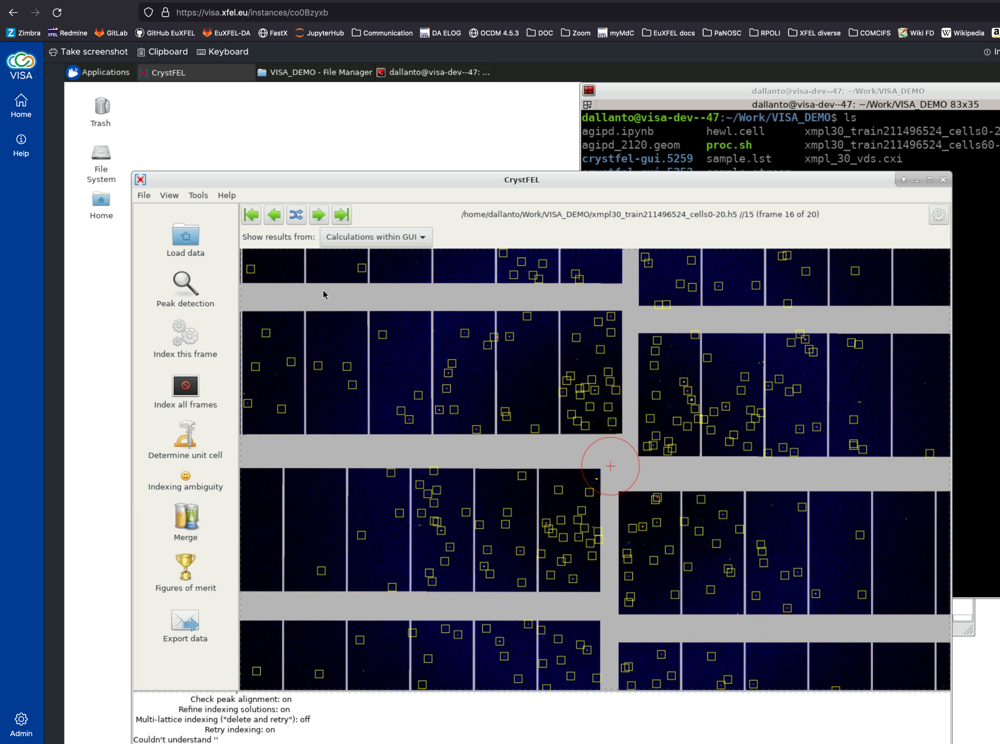 https://visa.xfel.eu/instances/co0Bzyxb
Zimbra Redmine GitLab GitHub EuXFEL EuXFEL-DA FastX JupyterHub Communication DA ELOG OCDM 4.5.3 DOC Zoom myMdC EuXFEL docs PaNOSC RPOLI XFEL diverse COMCIFS Wiki FD Wikipedia
Take screenshot Clipboard Keyboard
VISA
Home
Help
Admin
Applications CrystFEL VISA_DEMO - File Manager dallanto@visa-dev--47: ...
Trash
File
System
Home
dallanto@visa-dev--47: ~/Work/VISA_DEMO
dallanto@visa-dev--47: ~/Work/VISA_DEMO 83x35
dallanto@visa-dev--47:~/Work/VISA_DEMO$ ls
agipd.ipynb hewl.cell xmpl30_train211496524_cells0-2
agipd_2120.geom proc.sh xmpl30_train211496524_cells60-
crystfel-gui.5259 sample.lst xmpl_30_vds.cxi
CrystFEL
File View Tools Help
/home/dallanto/Work/VISA_DEMO/xmpl30_train211496524_cells0-20.h5 //15 (frame 16 of 20)
Show results from: Calculations within GUI
Load data
Peak detection
Index this frame
Index all frames
Determine unit cell
Indexing ambiguity
Merge
Figures of merit
Export data
Check peak alignment: on
Refine indexing solutions: on
Multi-lattice indexing ("delete and retry"): off
Retry indexing: on
Couldn't understand ''